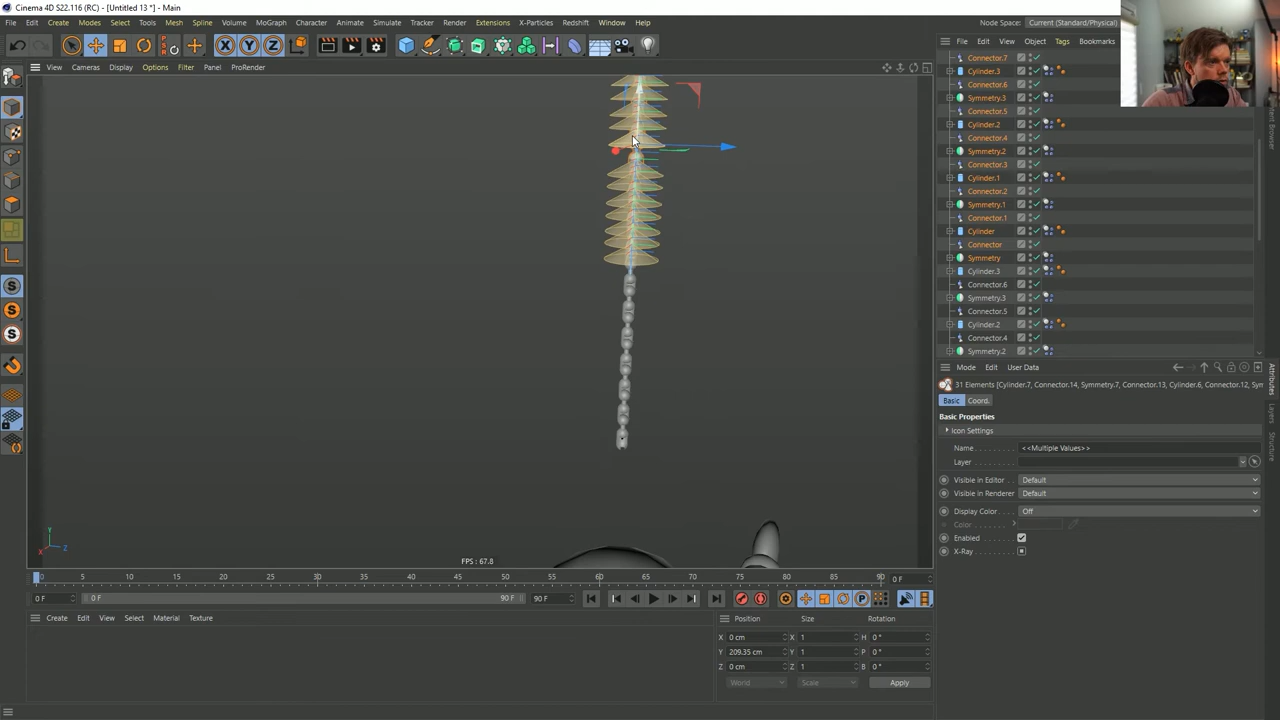 Cinema 4D S22.116 (RC) - [Untitled 13 *] - Main
File Edit Create Modes Select Tools Mesh Spline Volume MoGraph Character Animate Simulate Tracker Render Extensions X-Particles Redshift Window Help
Node Space: Current (Standard/Physical)
File Edit View Object Tags Bookmarks
View Cameras Display Options Filter Panel ProRender
Connector.7
Cylinder.3
Connector.6
Symmetry.3
Connector.5
Cylinder.2
Connector.4
Symmetry.2
Connector.3
Cylinder.1
Connector.2
Symmetry.1
Connector.1
Cylinder
Connector
Symmetry
Cylinder.3
Connector.6
Symmetry.3
Connector.5
Cylinder.2
Connector.4
Symmetry.2
Content Browser
Mode Edit User Data
31 Elements [Cylinder.7, Connector.14, Symmetry.7, Connector.13, Cylinder.6, Connector.12, Sym
Basic Coord.
Basic Properties
Icon Settings
Name <<Multiple Values>>
Layer
Visible in Editor Default
Visible in Renderer Default
Display Color Off
Color
Enabled
X-Ray
Attributes
Layers
Structure
Y
X Z
FPS : 67.8
0 5 10 15 20 25 30 35 40 45 50 55 60 65 70 75 80 85 90 0 F
0 F 0 F 90 F 90 F
Create Edit View Select Material Texture
Position Size Rotation
X 0 cm X 1 H 0 °
Y 209.35 cm Y 1 P 0 °
Z 0 cm Z 1 B 0 °
World Scale Apply